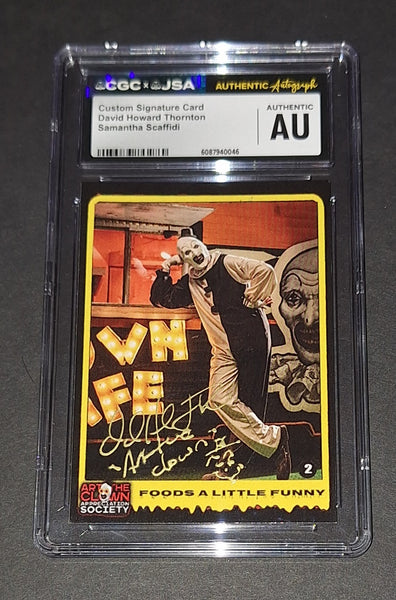 CGC x JSA AUTHENTIC Autograph
Custom Signature Card
David Howard Thornton
Samantha Scaffidi
AUTHENTIC
AU
6087940046
OWN
AFE
2
ART THE
CLOWN
APPRECIATION
SOCIETY
FOODS A LITTLE FUNNY